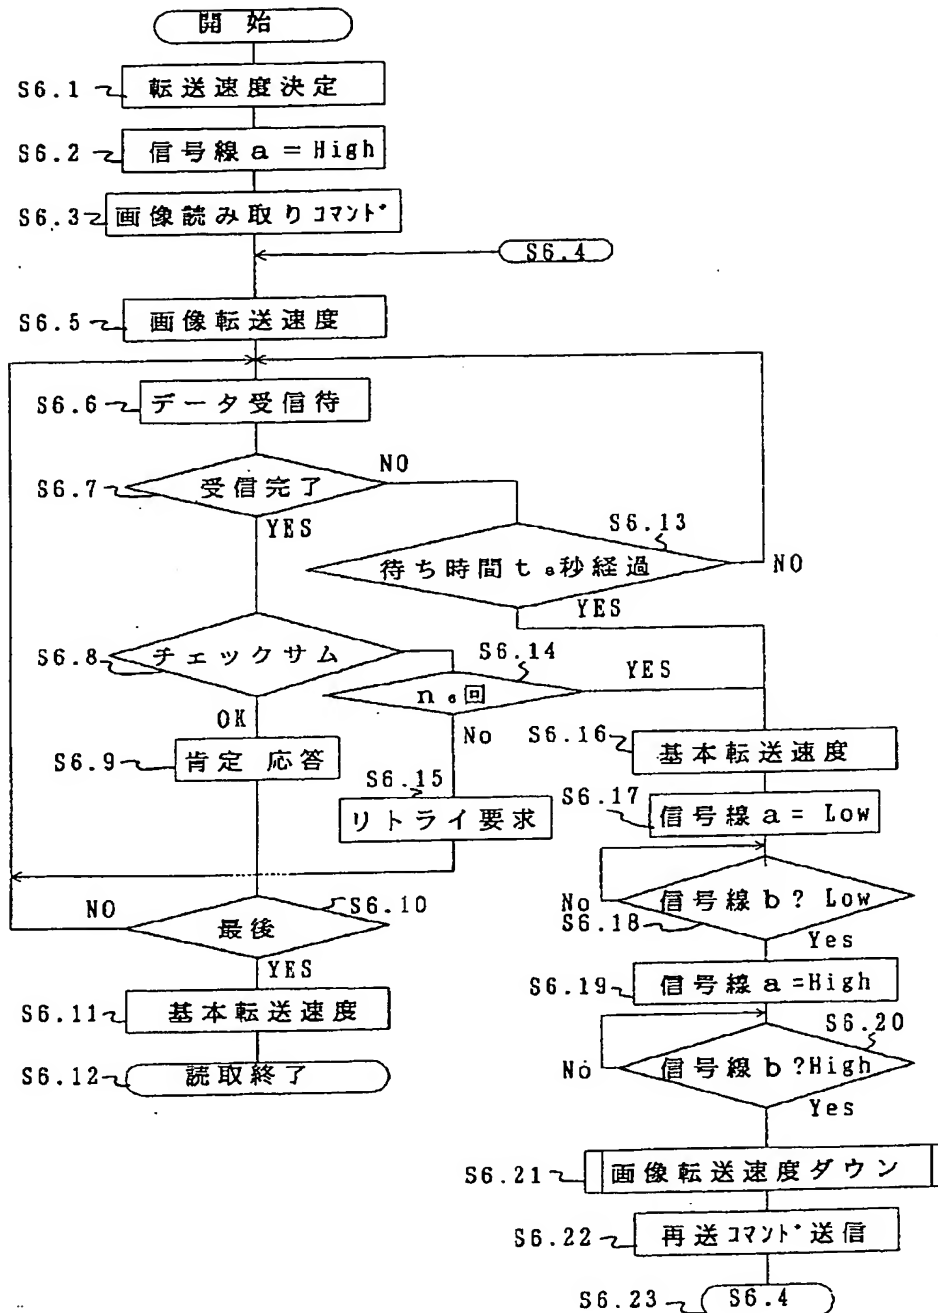 開始
S6.1 転送速度決定
S6.2 信号線a=High
S6.3 画像読み取りコマンド
S6.4
S6.5 画像転送速度
S6.6 データ受信待
S6.7 受信完了
NO
YES
S6.13
待ち時間t。秒経過
NO
YES
S6.8 チェックサム
S6.14
n。回
YES
OK
No
S6.9 肯定 応答
S6.15
リトライ要求
S6.16 基本転送速度
S6.17
信号線a= Low
信号線b? Low
No
S6.18
Yes
NO
S6.10
最後
YES
S6.19 信号線a=High
S6.11 基本転送速度
S6.20
信号線b?High
No
Yes
S6.12 読取終了
S6.21 画像転送速度ダウン
S6.22 再送コマンド送信
S6.23 S6.4